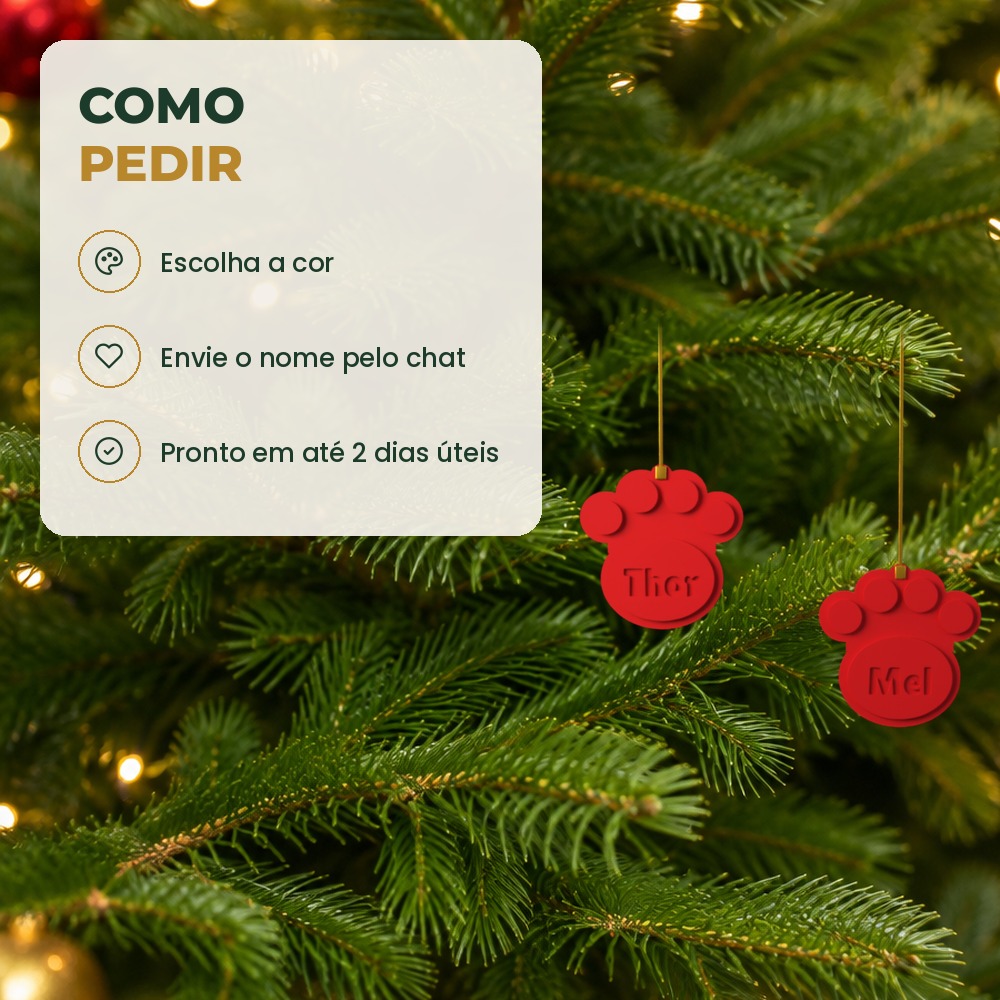 COMO
PEDIR
Escolha a cor
Envie o nome pelo chat
Pronto em até 2 dias úteis
Thor
Mel